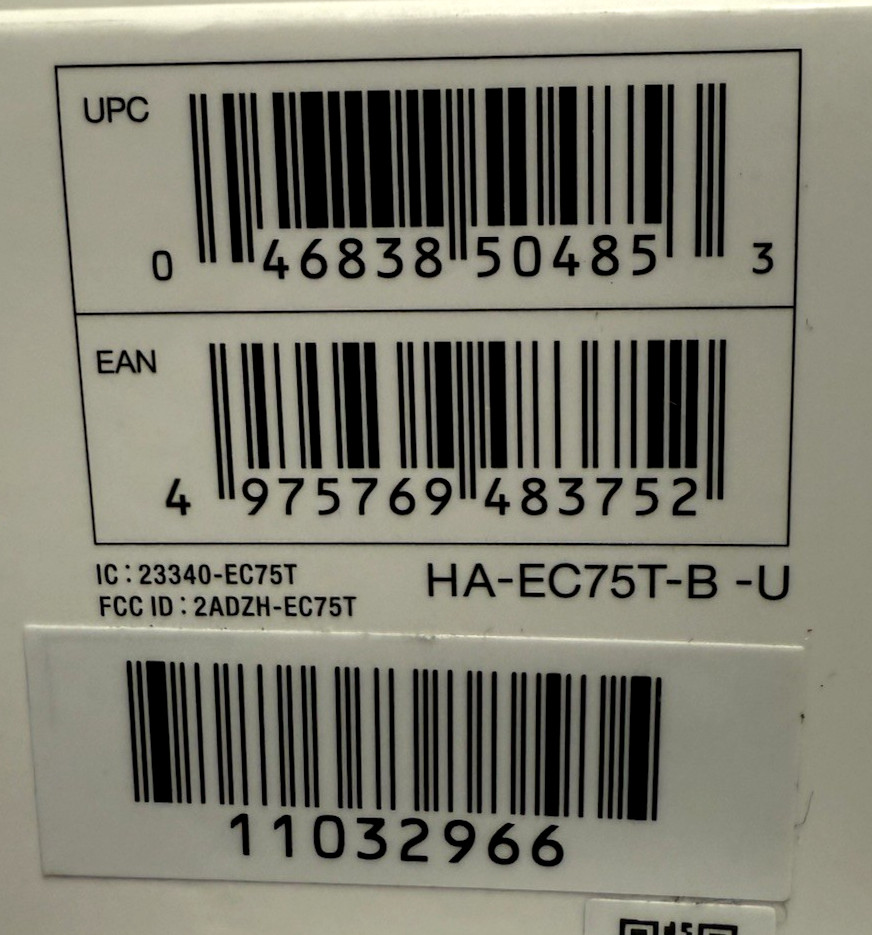 UPC
0 46838 50485 3
EAN
4 975769 483752
IC : 23340-EC75T
FCC ID : 2ADZH-EC75T
HA-EC75T-B -U
11032966